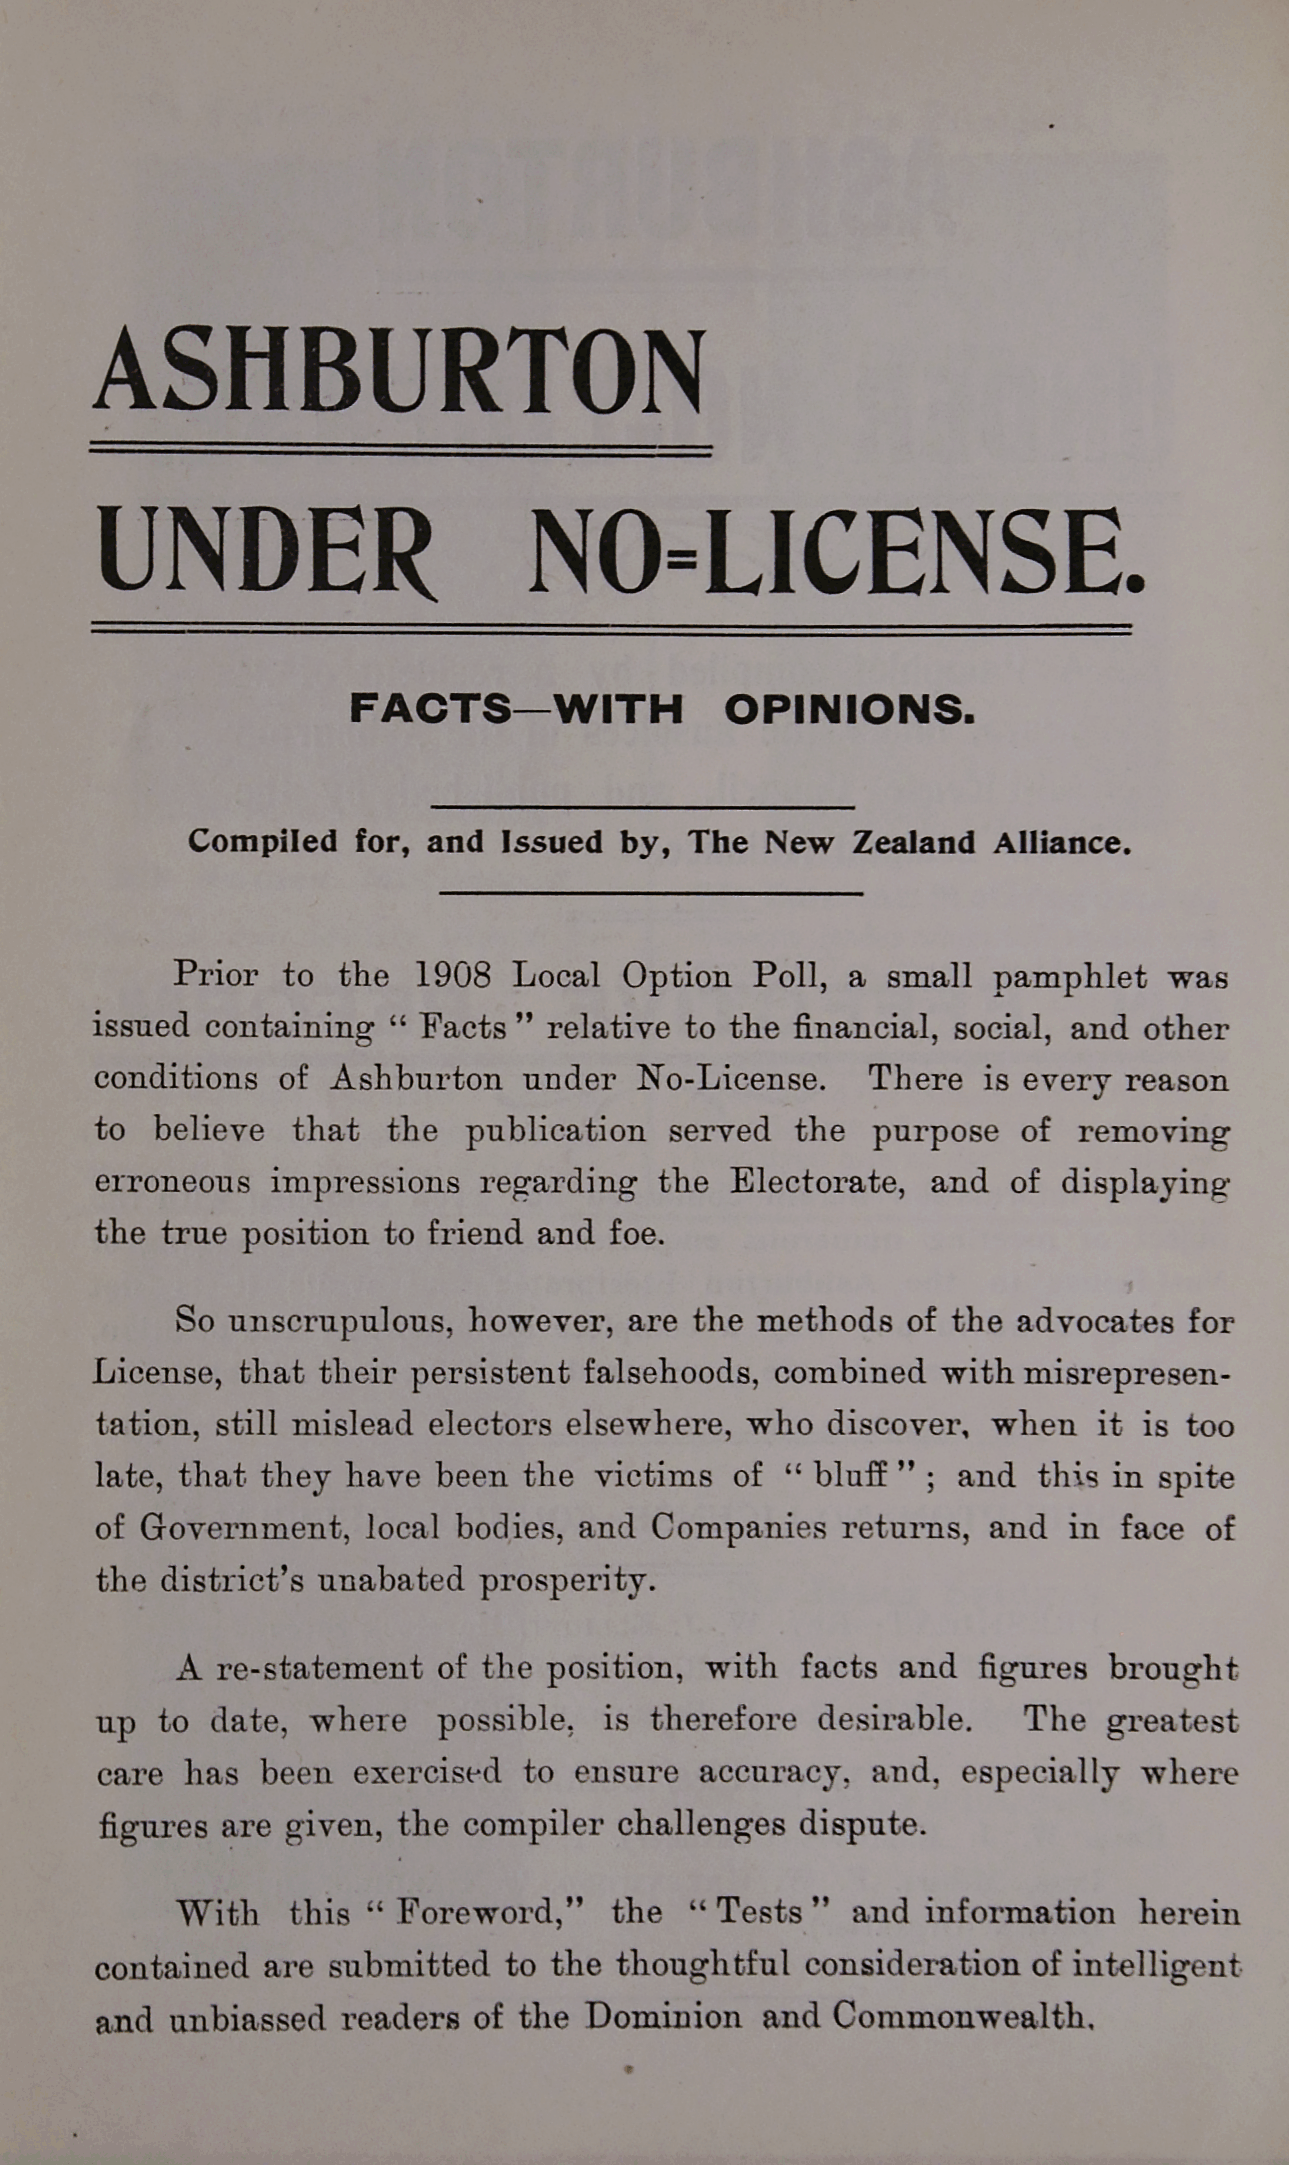 ASHBURTON
UNDER NO=LICENSE.
FACTS—WITH OPINIONS.
Compiled for, and Issued by, The New Zealand Alliance.
Prior to the 1908 Local Option Poll, a small pamphlet was
issued containing “ Facts ” relative to the financial, social, and other
conditions of Ashburton under No-License. There is every reason
to believe that the publication served the purpose of removing
erroneous impressions regarding the Electorate, and of displaying
the true position to friend and foe.
So unscrupulous, however, are the methods of the advocates for
License, that their persistent falsehoods, combined with misrepresen-
tation, still mislead electors elsewhere, who discover, when it is too
late, that they have been the victims of “ bluff ” ; and this in spite
of Government, local bodies, and Companies returns, and in face of
the district’s unabated prosperity.
A re-statement of the position, with facts and figures brought
up to date, where possible, is therefore desirable. The greatest
care has been exercised to ensure accuracy, and, especially where
figures are given, the compiler challenges dispute.
With this “ Foreword,” the “ Tests ” and information herein
contained are submitted to the thoughtful consideration of intelligent
and unbiassed readers of the Dominion and Commonwealth.